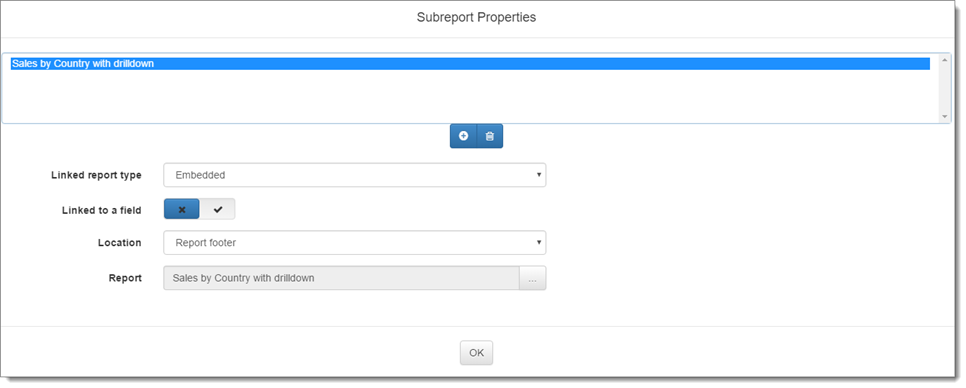 Subreport Properties
Sales by Country with drilldown
Linked report type Embedded
Linked to a field
Location Report footer
Report Sales by Country with drilldown ...
OK